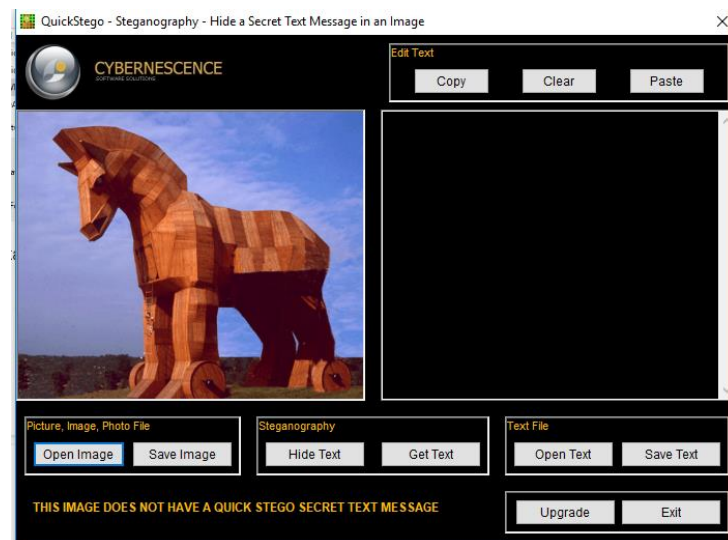 QuickStego - Steganography - Hide a Secret Text Message in an Image
CYBERNESCENCE
SOFTWARE SOLUTIONS
Edit Text
Copy Clear Paste
Picture, Image, Photo File
Open Image Save Image
Steganography
Hide Text Get Text
Text File
Open Text Save Text
THIS IMAGE DOES NOT HAVE A QUICK STEGO SECRET TEXT MESSAGE
Upgrade Exit